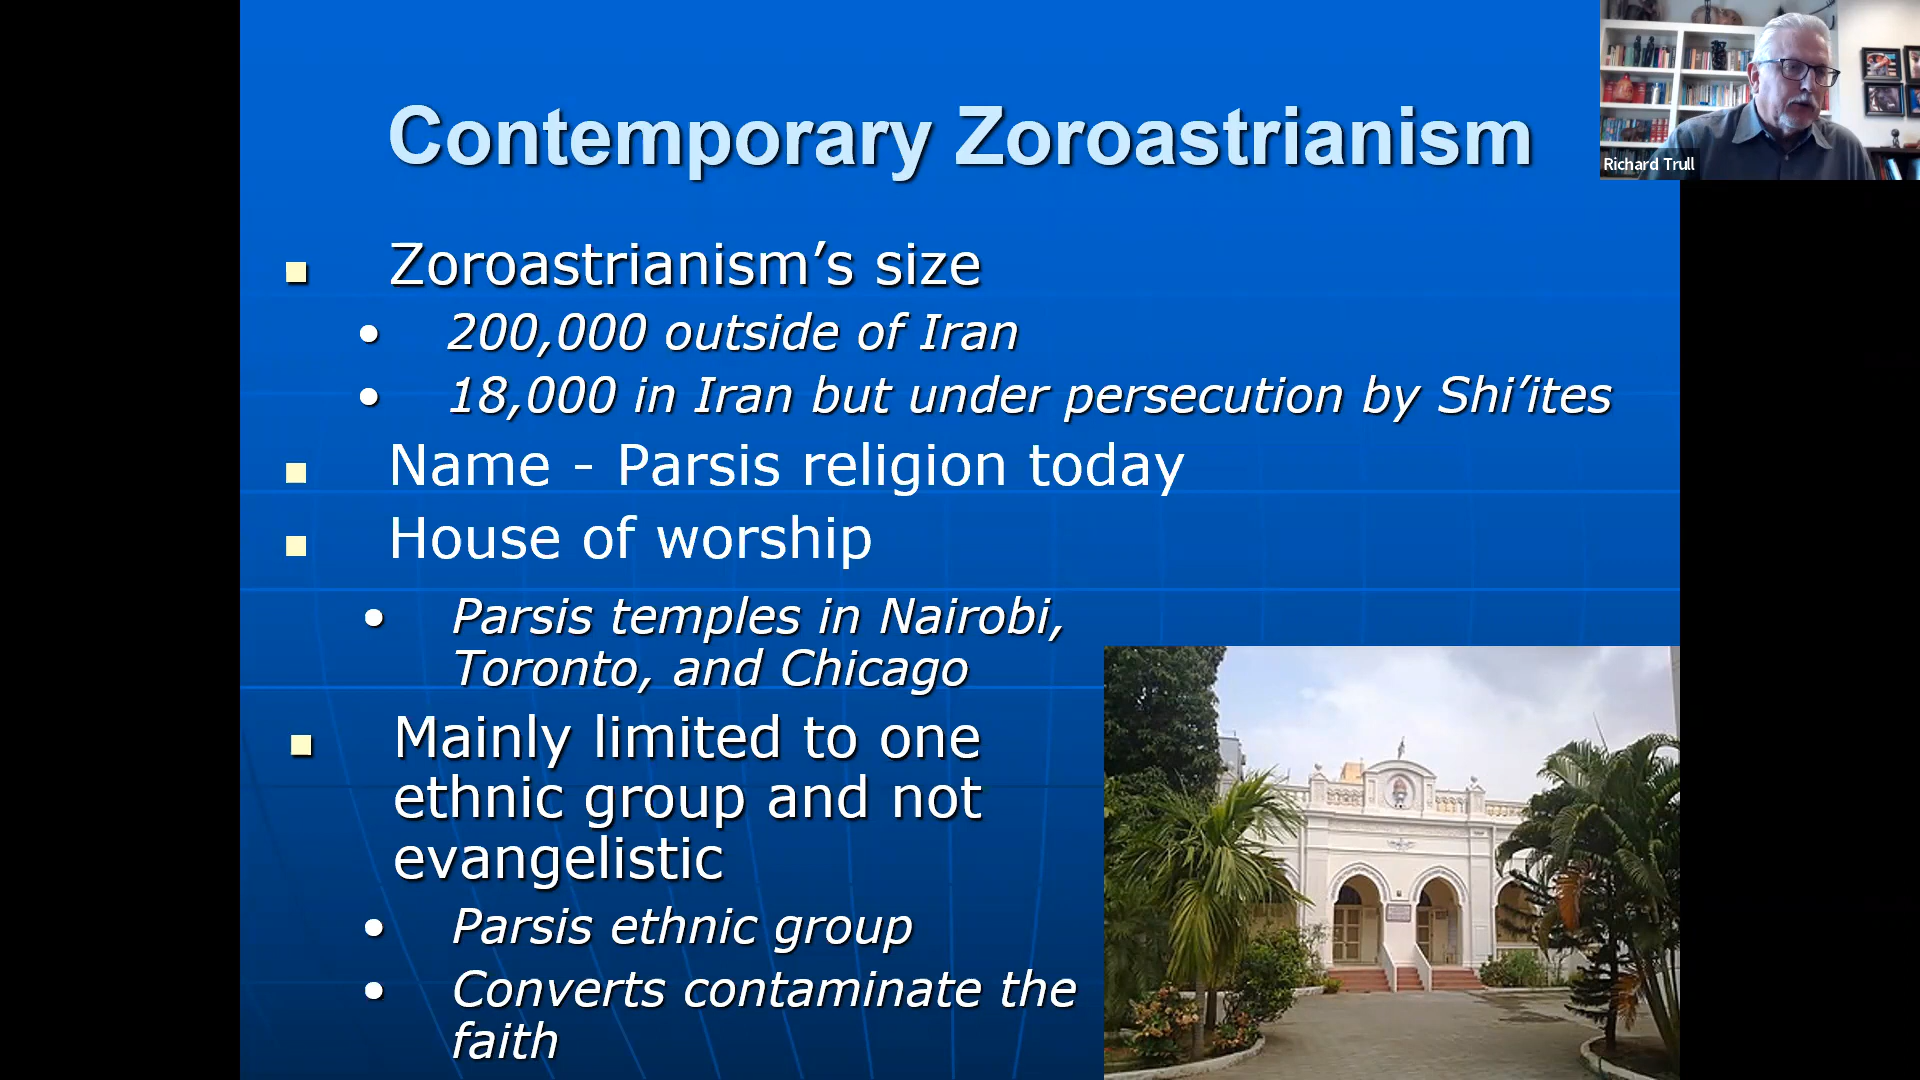 Contemporary Zoroastrianism
Richard Trull
Zoroastrianism’s size
200,000 outside of Iran
18,000 in Iran but under persecution by Shi’ites
Name - Parsis religion today
House of worship
Parsis temples in Nairobi,
Toronto, and Chicago
Mainly limited to one
ethnic group and not
evangelistic
Parsis ethnic group
Converts contaminate the
faith